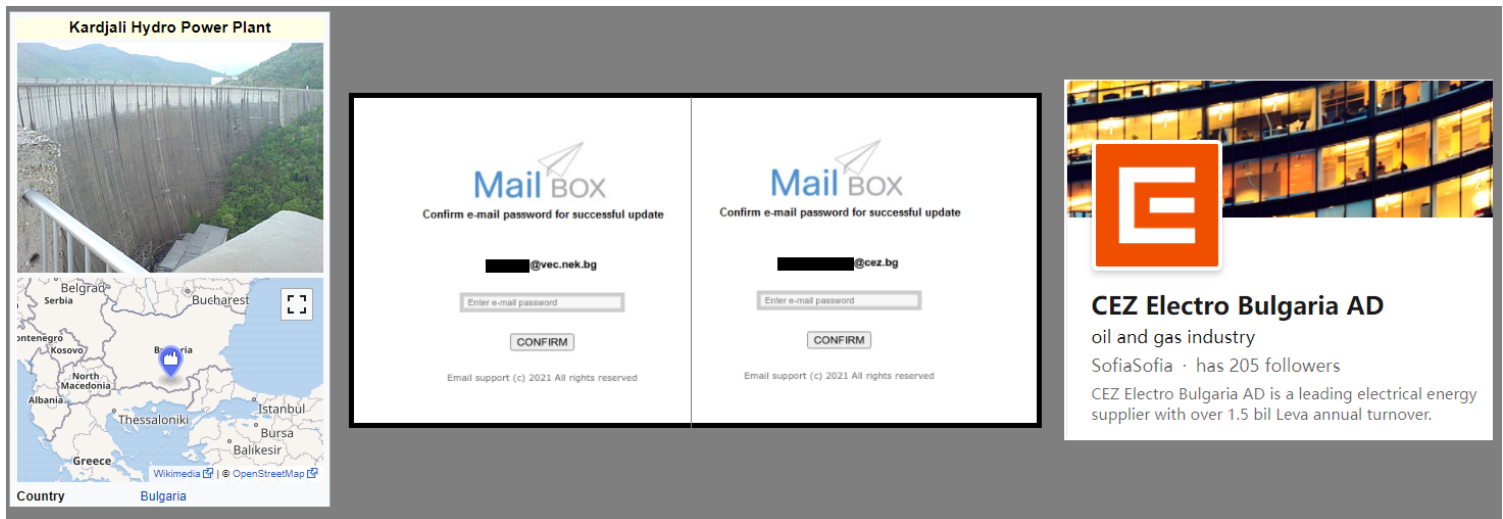 Kardjali Hydro Power Plant
Belgrad
Serbia
Bucharest
ontenegro
Kosovo
North
Macedonia
Albania
Thessaloniki
Istanbul
Bursa
Balıkesir
Greece
Wikimedia | © OpenStreetMap
Country Bulgaria
Mail BOX
Confirm e-mail password for successful update
@vec.nek.bg
Enter e-mail password
CONFIRM
Email support (c) 2021 All rights reserved
Mail BOX
Confirm e-mail password for successful update
@cez.bg
Enter e-mail password
CONFIRM
Email support (c) 2021 All rights reserved
CEZ Electro Bulgaria AD
oil and gas industry
SofiaSofia · has 205 followers
CEZ Electro Bulgaria AD is a leading electrical energy
supplier with over 1.5 bil Leva annual turnover.